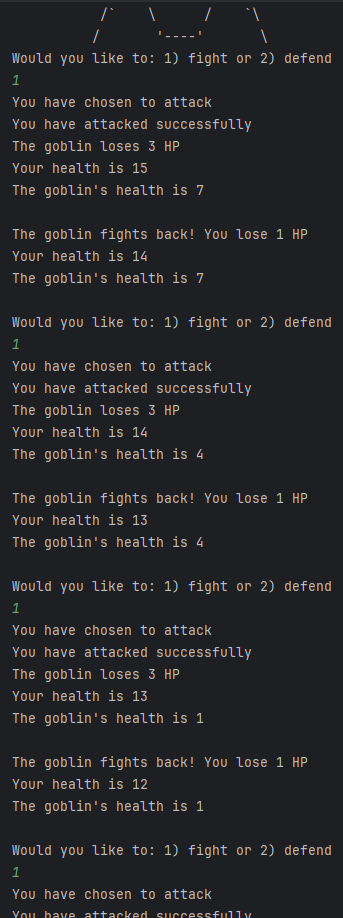 /`    \      /    `\
/       '----'       \
Would you like to: 1) fight or 2) defend
1
You have chosen to attack
You have attacked successfully
The goblin loses 3 HP
Your health is 15
The goblin's health is 7

The goblin fights back! You lose 1 HP
Your health is 14
The goblin's health is 7

Would you like to: 1) fight or 2) defend
1
You have chosen to attack
You have attacked successfully
The goblin loses 3 HP
Your health is 14
The goblin's health is 4

The goblin fights back! You lose 1 HP
Your health is 13
The goblin's health is 4

Would you like to: 1) fight or 2) defend
1
You have chosen to attack
You have attacked successfully
The goblin loses 3 HP
Your health is 13
The goblin's health is 1

The goblin fights back! You lose 1 HP
Your health is 12
The goblin's health is 1

Would you like to: 1) fight or 2) defend
1
You have chosen to attack
You have attacked successfully